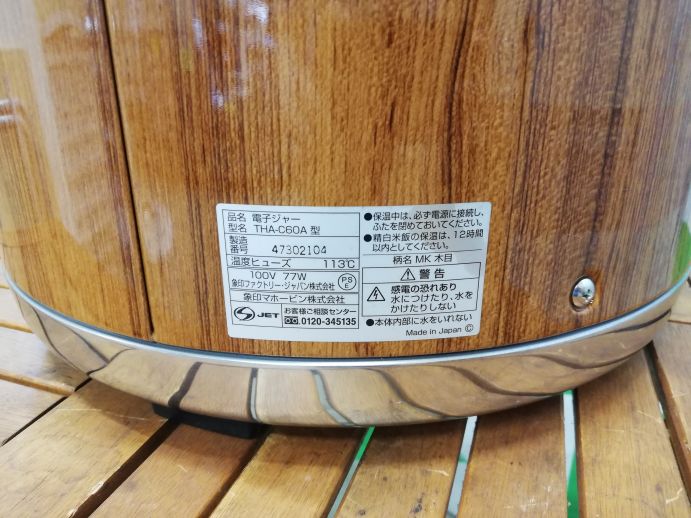 品名 電子ジャー
型名 THA-C60A 型
製造番号 47302104
温度ヒューズ 113℃
100V 77W
象印ファクトリー・ジャパン株式会社
PS
E
象印マホービン株式会社
S JET
お客様ご相談センター
0120-345135
●保温中は、必ず電源に接続し、
ふたを閉めておいてください。
●精白米飯の保温は、12時間
以内としてください。
柄名 MK 木目
⚠ 警告
感電の恐れあり
水につけたり、水を
かけたりしない
●本体内部に水をいれない
Made in Japan Ⓒ